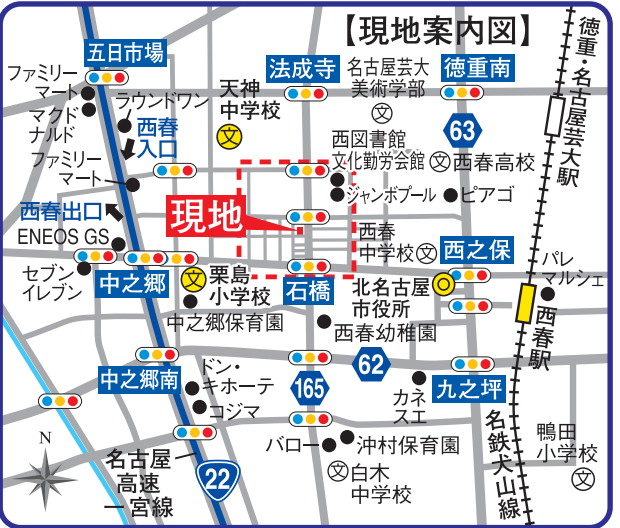 【現地案内図】
五日市場
ファミリー
マート
マクド
ナルド
ラウンドワン
西春
入口
ファミリー
マート
天神
中学校
文
法成寺
名古屋芸大
美術学部
文
徳重南
徳重・名古屋芸大駅
63
西図書館
文化勤労会館
文西春高校
ジャンボプール
ピアゴ
西春出口
ENEOS GS
現地
西春
中学校文
西之保
セブン
イレブン
中之郷
文
栗島
小学校
石橋
北名古屋
市役所
パレ
マルシェ
西春駅
中之郷保育園
西春幼稚園
中之郷南
ドン・
キホーテ
コジマ
165
62
カネ
スエ
九之坪
名鉄犬山線
N
名古屋
高速
一宮線
22
バロー
沖村保育園
文白木
中学校
鴨田
小学校
文